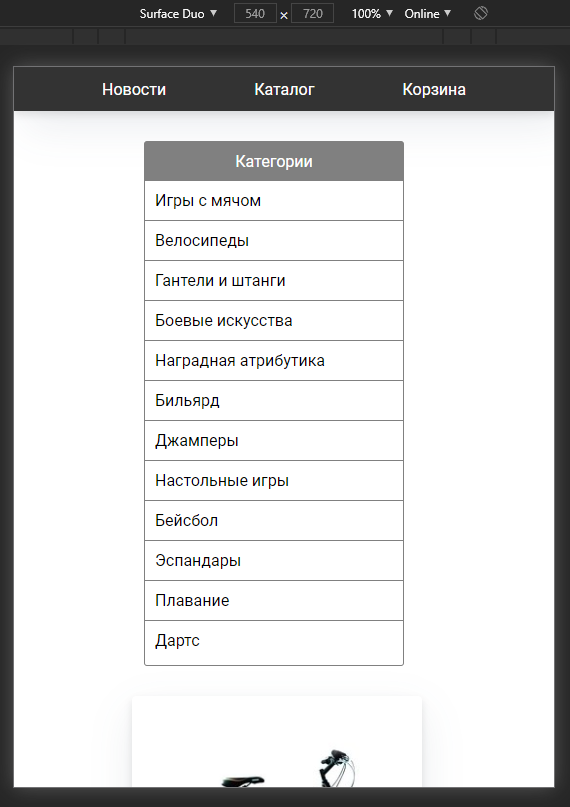 Surface Duo ▼ 540 × 720 100% ▼ Online ▼
Новости Каталог Корзина
Категории
Игры с мячом
Велосипеды
Гантели и штанги
Боевые искусства
Наградная атрибутика
Бильярд
Джамперы
Настольные игры
Бейсбол
Эспандары
Плавание
Дартс